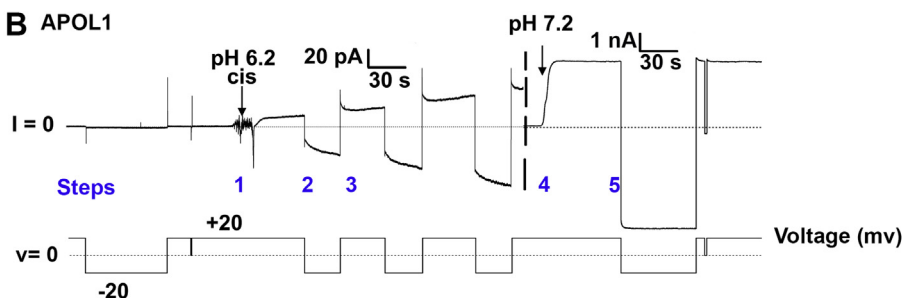 B APOL1
pH 6.2
cis
20 pA
30 s
pH 7.2
1 nA
30 s
I = 0
Steps 1 2 3 4 5
+20
Voltage (mv)
v= 0
-20